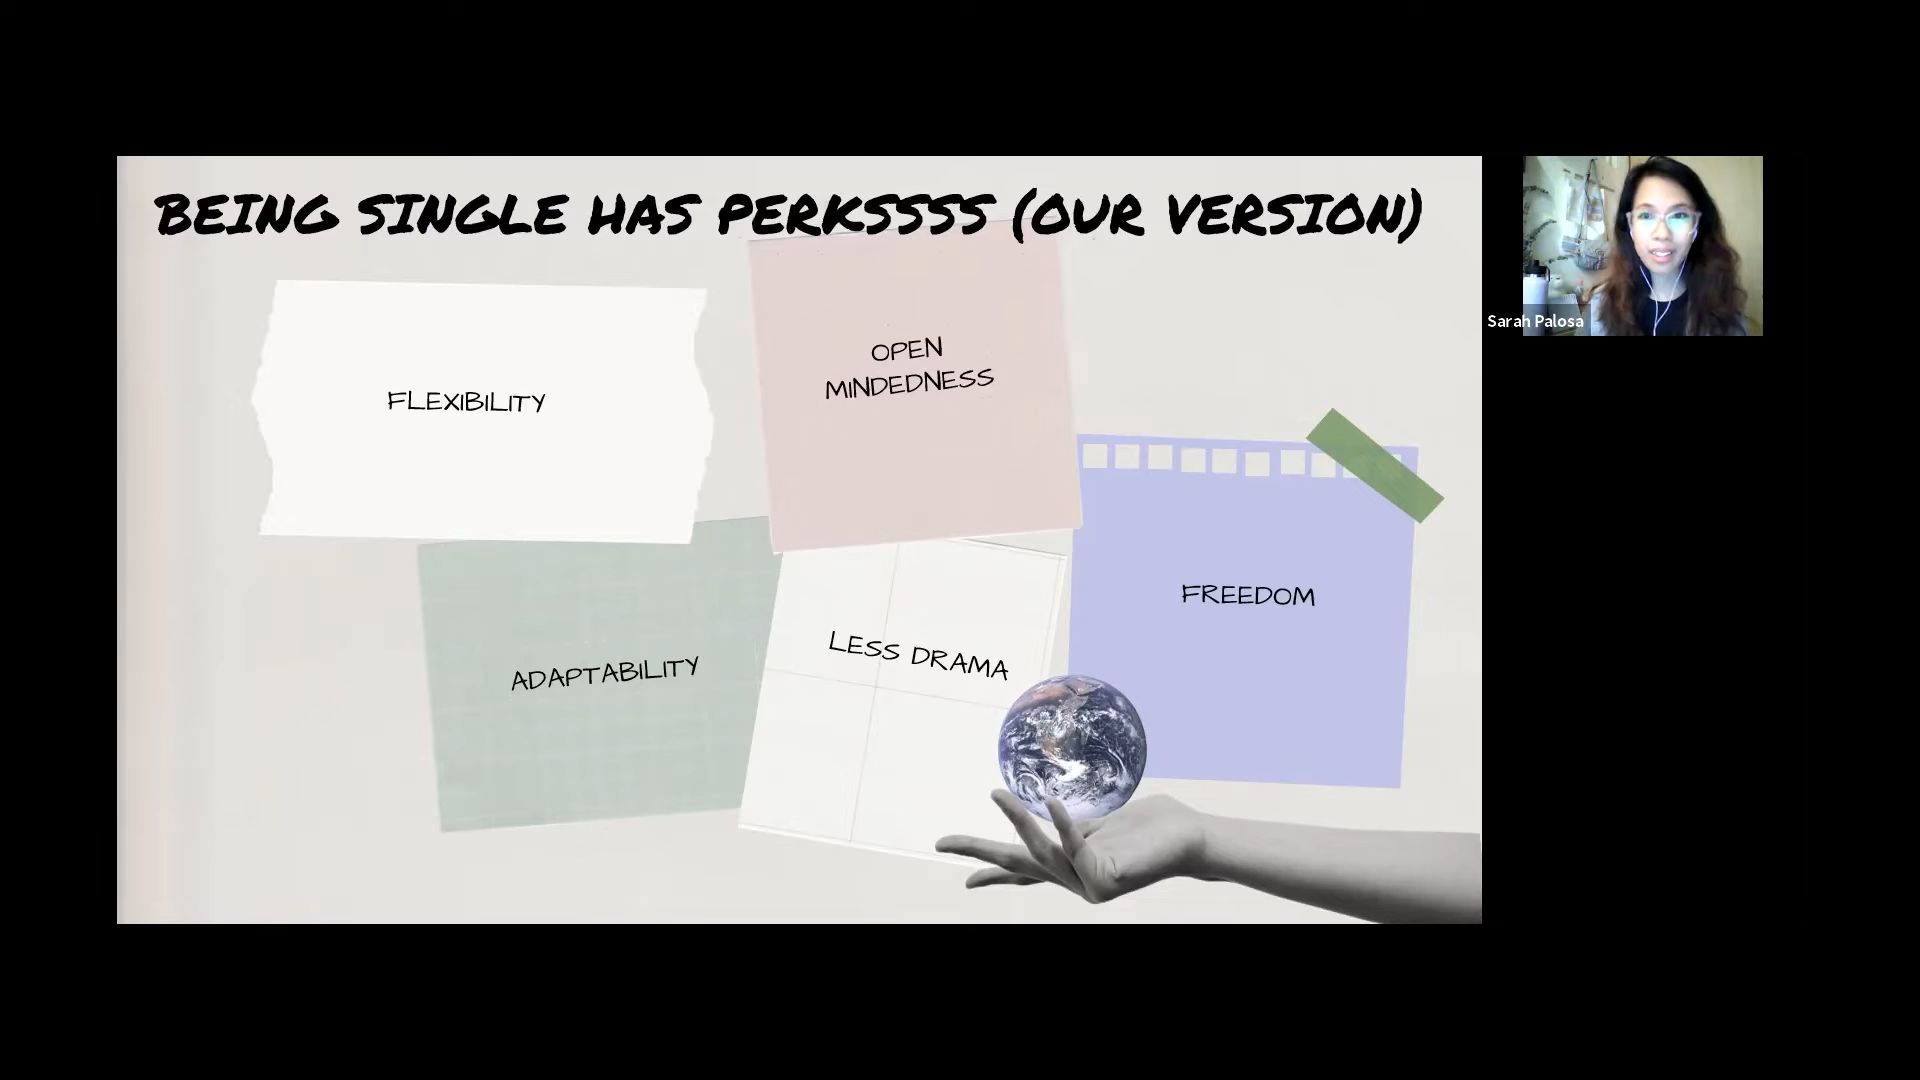 BEING SINGLE HAS PERKSSSS (OUR VERSION)
FLEXIBILITY
OPEN
MINDEDNESS
FREEDOM
ADAPTABILITY
LESS DRAMA
Sarah Palosa